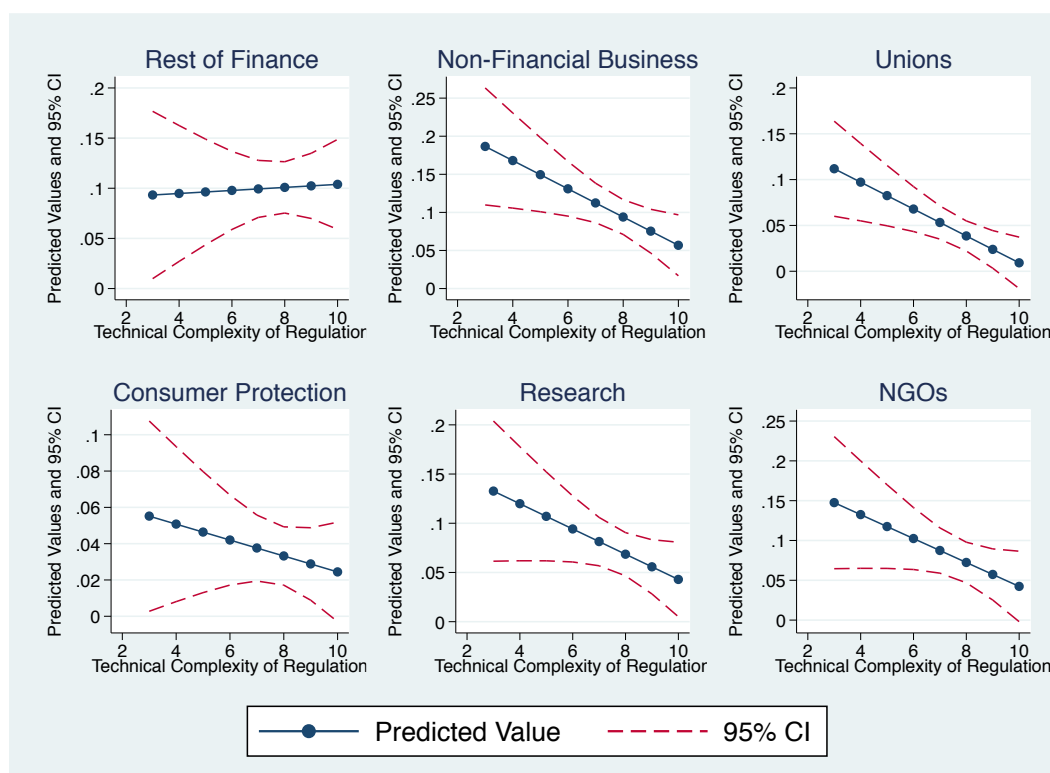 Rest of Finance
Predicted Values and 95% CI
.2
.15
.1
.05
0
2 4 6 8 10
Technical Complexity of Regulation
Non-Financial Business
Predicted Values and 95% CI
.25
.2
.15
.1
.05
0
2 4 6 8 10
Technical Complexity of Regulation
Unions
Predicted Values and 95% CI
.2
.15
.1
.05
0
2 4 6 8 10
Technical Complexity of Regulation
Consumer Protection
Predicted Values and 95% CI
.1
.08
.06
.04
.02
0
2 4 6 8 10
Technical Complexity of Regulation
Research
Predicted Values and 95% CI
.2
.15
.1
.05
0
2 4 6 8 10
Technical Complexity of Regulation
NGOs
Predicted Values and 95% CI
.25
.2
.15
.1
.05
0
2 4 6 8 10
Technical Complexity of Regulation
Predicted Value 95% CI